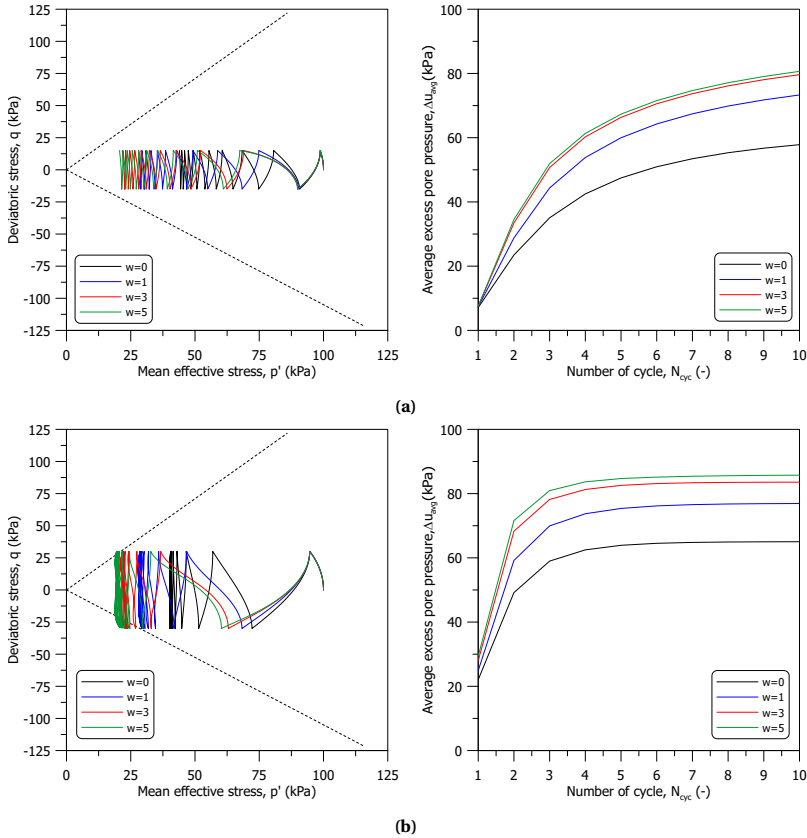 125
100
75
50
25
0
-25
-50
-75
-100
-125
Deviatoric stress, q (kPa)
w=0
w=1
w=3
w=5
0 25 50 75 100 125
Mean effective stress, p' (kPa)
100
80
60
40
20
0
Average excess pore pressure, Δu_avg (kPa)
w=0
w=1
w=3
w=5
1 2 3 4 5 6 7 8 9 10
Number of cycle, N_cyc (-)
(a)
125
100
75
50
25
0
-25
-50
-75
-100
-125
Deviatoric stress, q (kPa)
w=0
w=1
w=3
w=5
0 25 50 75 100 125
Mean effective stress, p' (kPa)
100
80
60
40
20
0
Average excess pore pressure, Δu_avg (kPa)
w=0
w=1
w=3
w=5
1 2 3 4 5 6 7 8 9 10
Number of cycle, N_cyc (-)
(b)